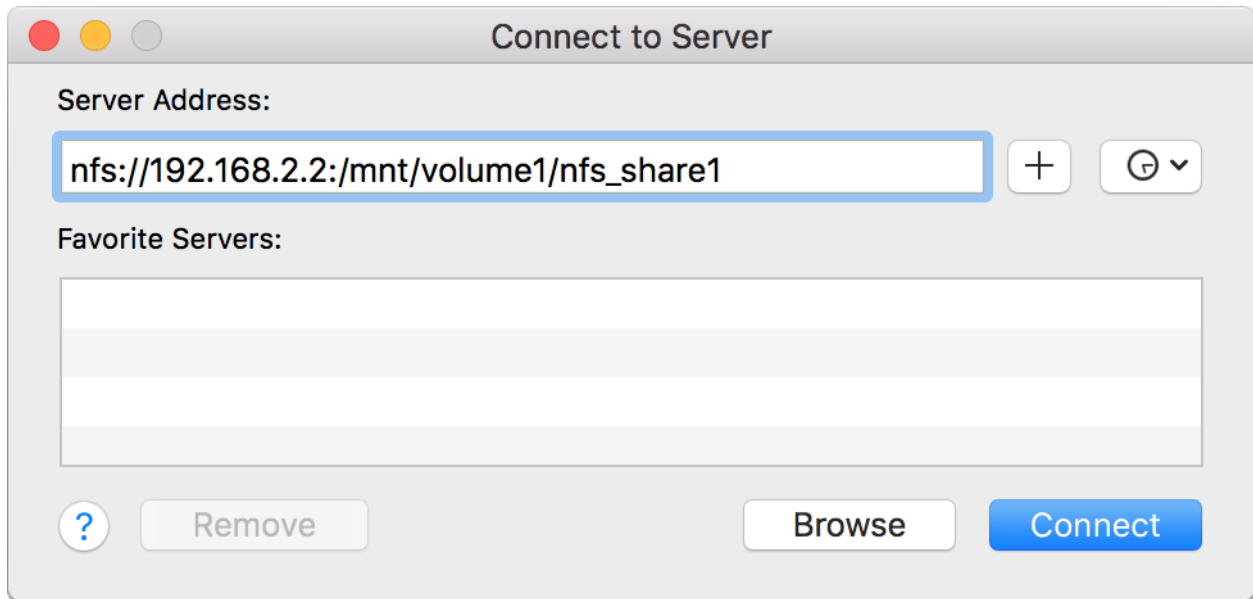 Connect to Server
Server Address:
nfs://192.168.2.2:/mnt/volume1/nfs_share1
Favorite Servers:
? Remove Browse Connect